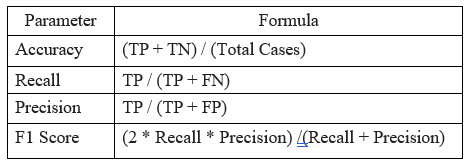 Parameter Formula
Accuracy (TP + TN) / (Total Cases)
Recall TP / (TP + FN)
Precision TP / (TP + FP)
F1 Score (2 * Recall * Precision) /(Recall + Precision)